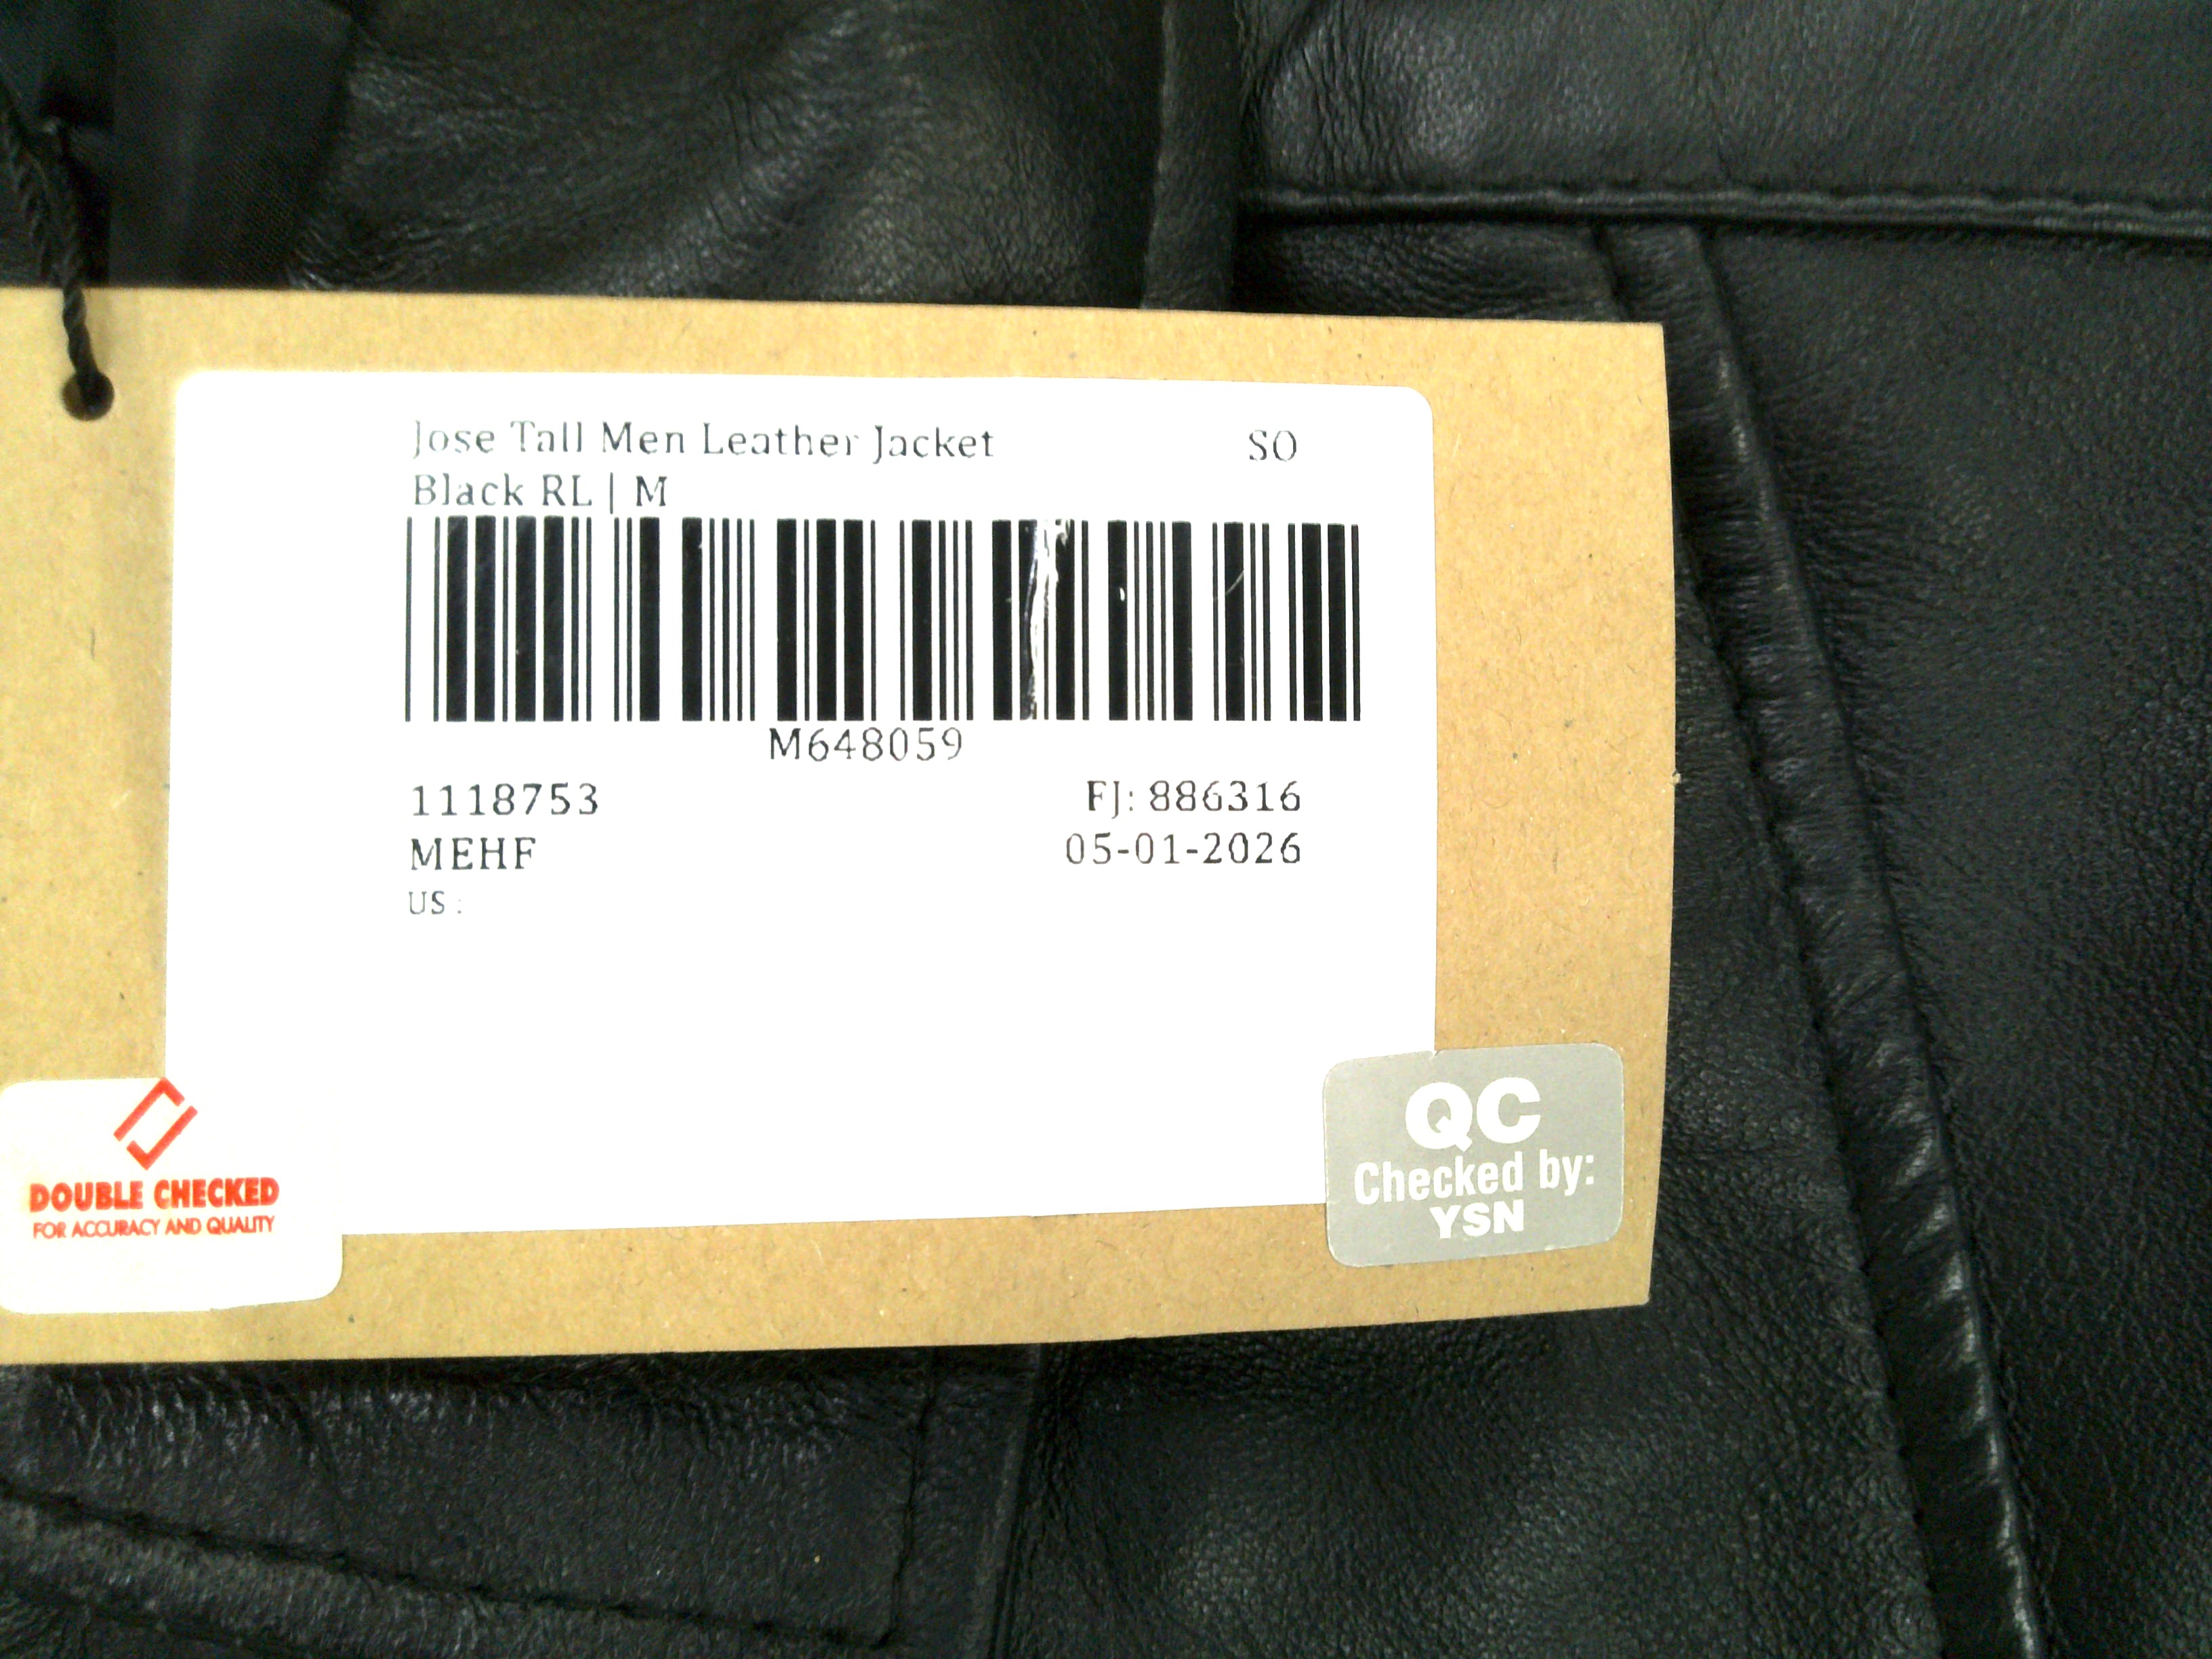 Jose Tall Men Leather Jacket SO
Black RL | M
M648059
1118753 FJ: 886316
MEHF 05-01-2026
US :
DOUBLE CHECKED
FOR ACCURACY AND QUALITY
QC
Checked by:
YSN